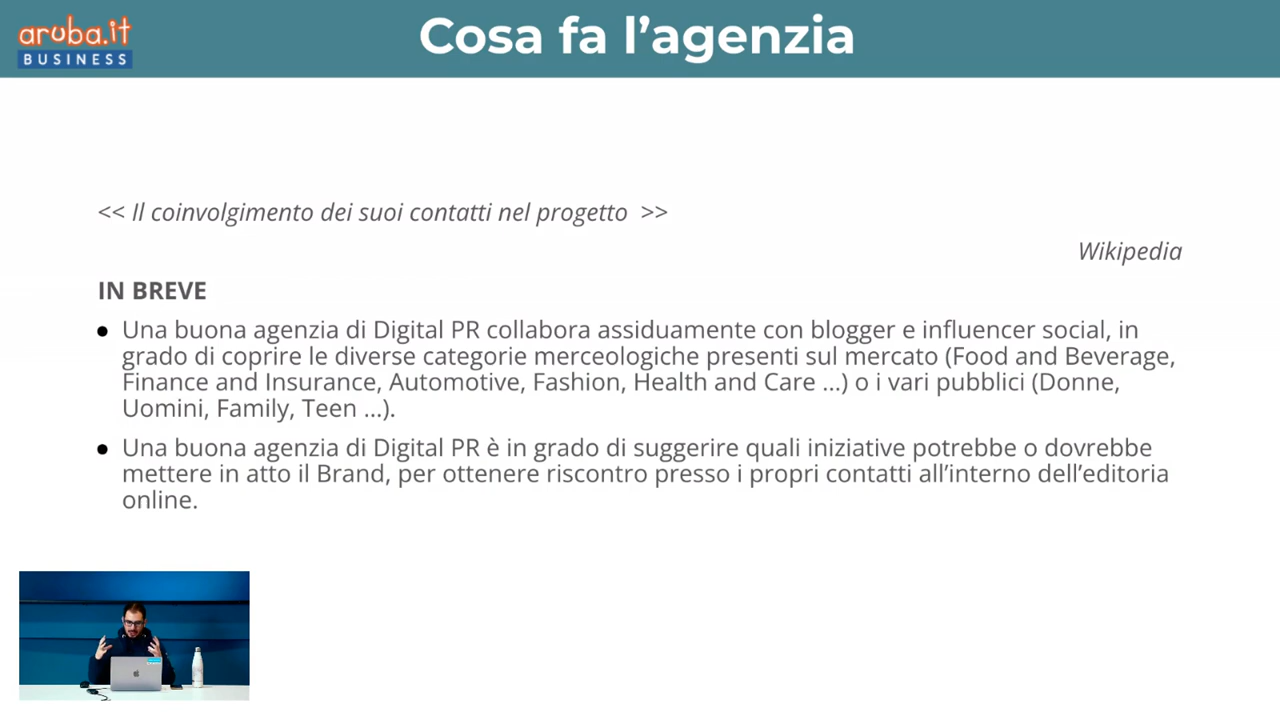 aruba.it
BUSINESS
Cosa fa l’agenzia
<< Il coinvolgimento dei suoi contatti nel progetto >>
Wikipedia
IN BREVE
● Una buona agenzia di Digital PR collabora assiduamente con blogger e influencer social, in
grado di coprire le diverse categorie merceologiche presenti sul mercato (Food and Beverage,
Finance and Insurance, Automotive, Fashion, Health and Care ...) o i vari pubblici (Donne,
Uomini, Family, Teen ...).
● Una buona agenzia di Digital PR è in grado di suggerire quali iniziative potrebbe o dovrebbe
mettere in atto il Brand, per ottenere riscontro presso i propri contatti all’interno dell’editoria
online.